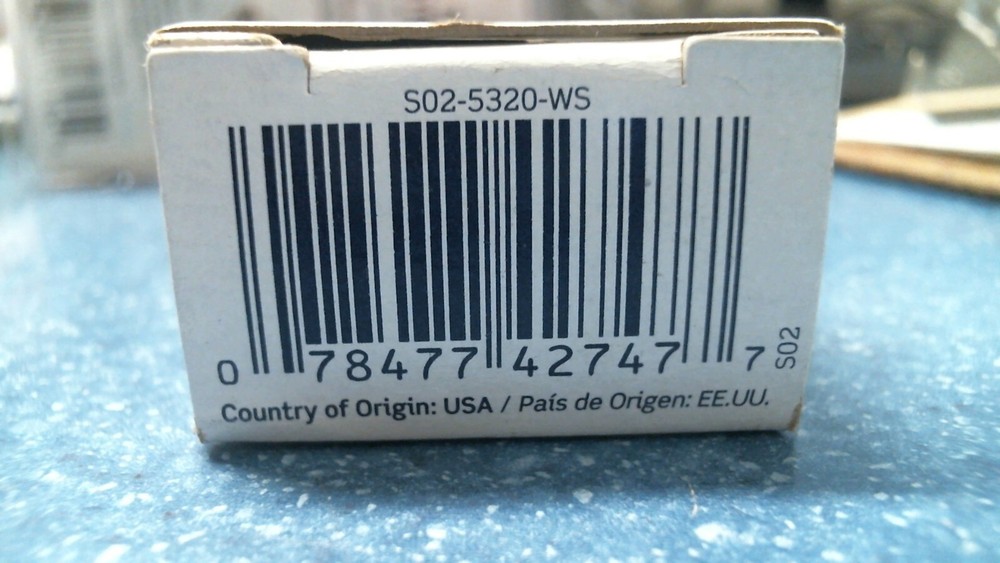 S02-5320-WS
0 78477 42747 7
S02
Country of Origin: USA / País de Origen: EE.UU.